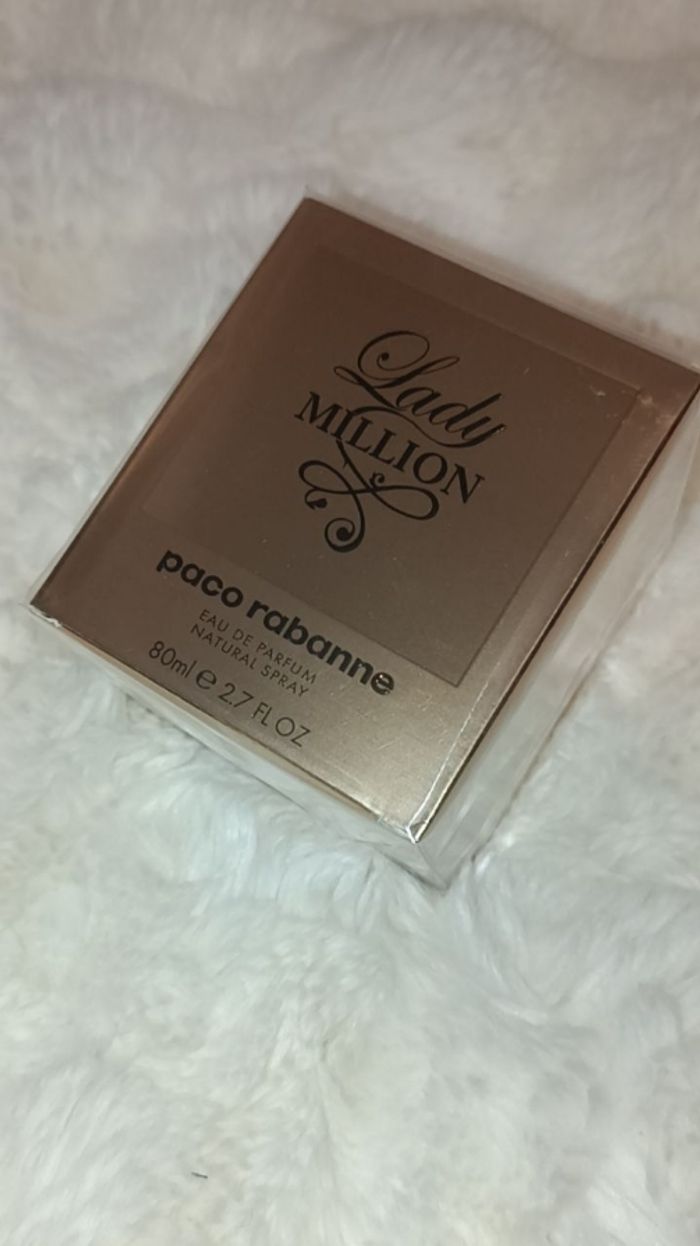 Lady
MILLION
paco rabanne
EAU DE PARFUM
NATURAL SPRAY
80ml e 2.7 FL OZ